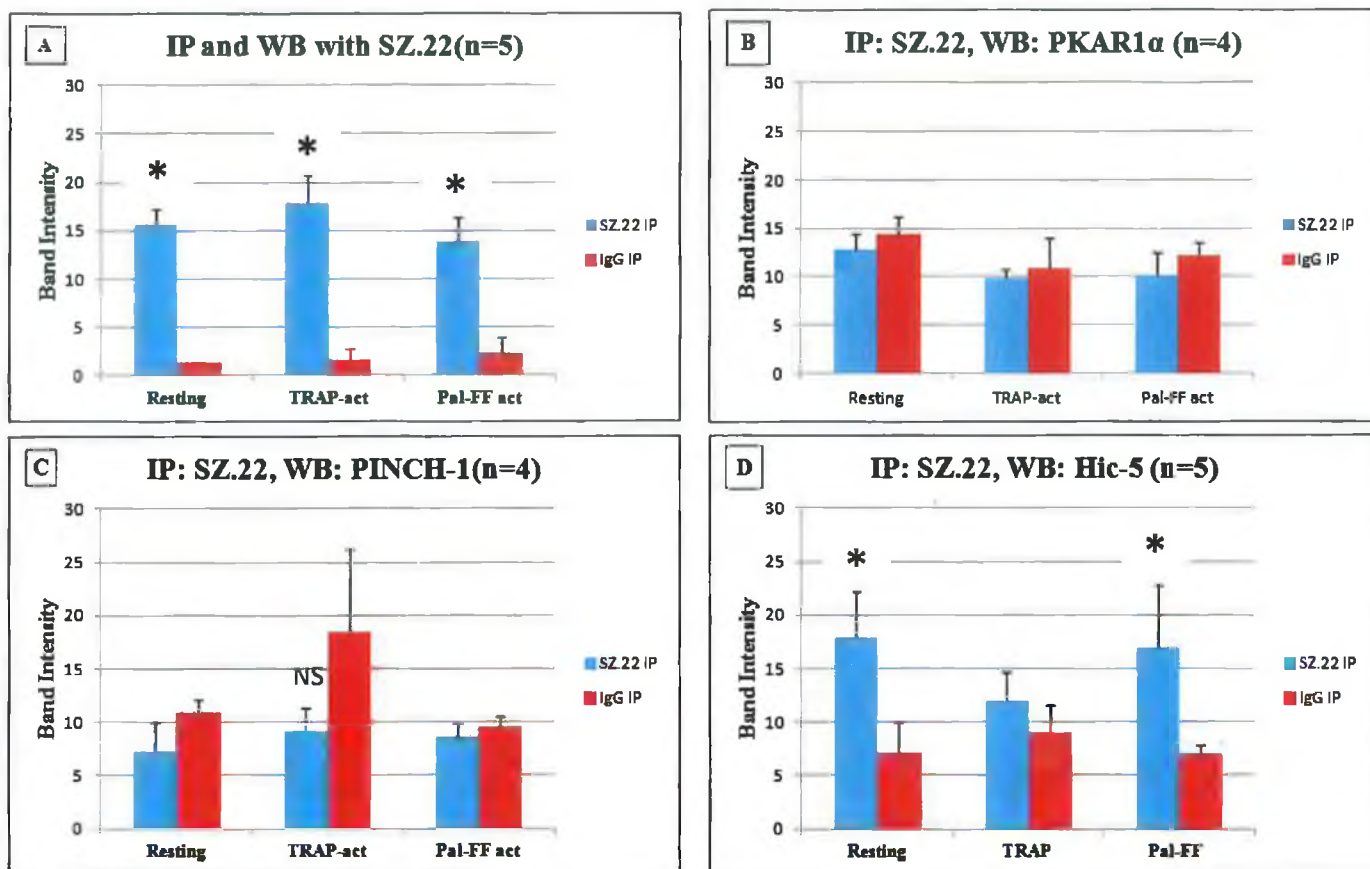 A
IP and WB with SZ.22(n=5)
30
25
20
15
10
5
0
Band Intensity
*
*
*
Resting
TRAP-act
Pal-FF act
SZ.22 IP
IgG IP
B
IP: SZ.22, WB: PKAR1α (n=4)
30
25
20
15
10
5
0
Band Intensity
Resting
TRAP-act
Pal-FF act
SZ.22 IP
IgG IP
C
IP: SZ.22, WB: PINCH-1(n=4)
30
25
20
15
10
5
0
Band Intensity
NS
Resting
TRAP-act
Pal-FF act
SZ.22 IP
IgG IP
D
IP: SZ.22, WB: Hic-5 (n=5)
30
25
20
15
10
5
0
Band Intensity
*
*
Resting
TRAP
Pal-FF
SZ.22 IP
IgG IP